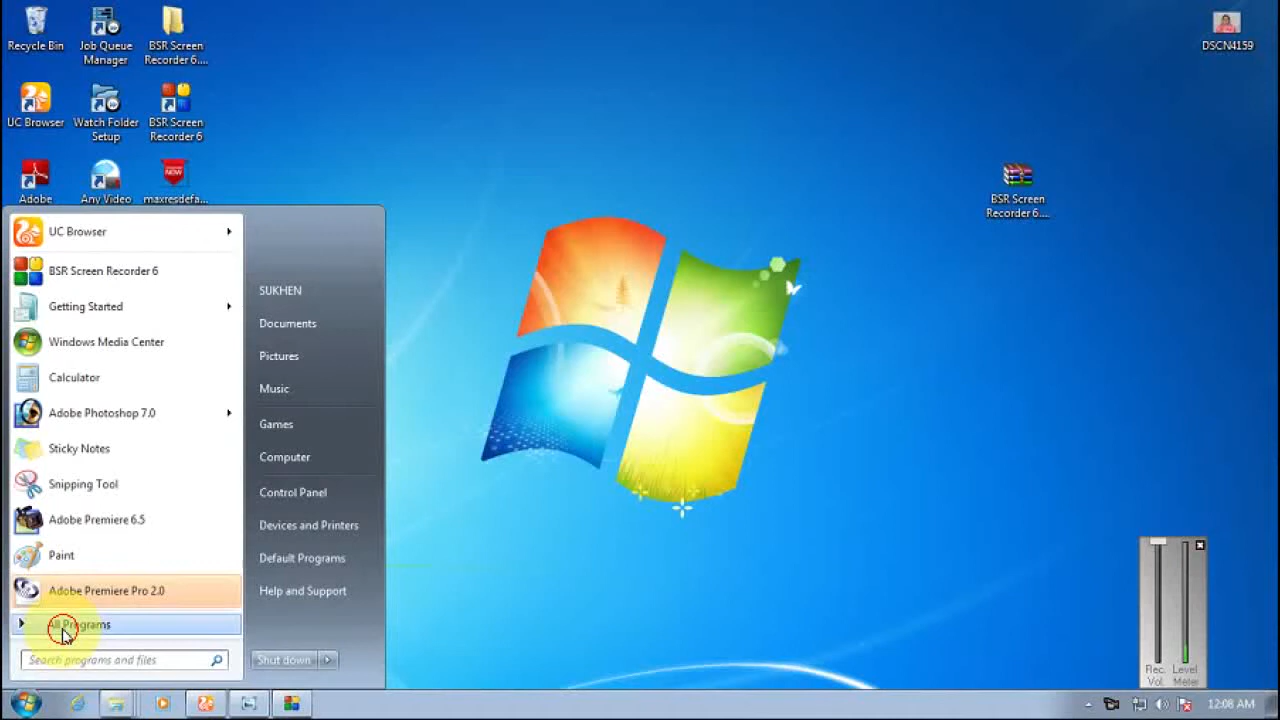 Recycle Bin
Job Queue
Manager
BSR Screen
Recorder 6....
DSCN4159
UC Browser
Watch Folder
Setup
BSR Screen
Recorder 6
Adobe
Any Video
NOW
maxresdefa...
BSR Screen
Recorder 6....
UC Browser
BSR Screen Recorder 6
Getting Started
Windows Media Center
Calculator
Adobe Photoshop 7.0
Sticky Notes
Snipping Tool
Adobe Premiere 6.5
Paint
Adobe Premiere Pro 2.0
All Programs
Search programs and files
SUKHEN
Documents
Pictures
Music
Games
Computer
Control Panel
Devices and Printers
Default Programs
Help and Support
Shut down
Rec. Level
Vol. Meter
12:08 AM